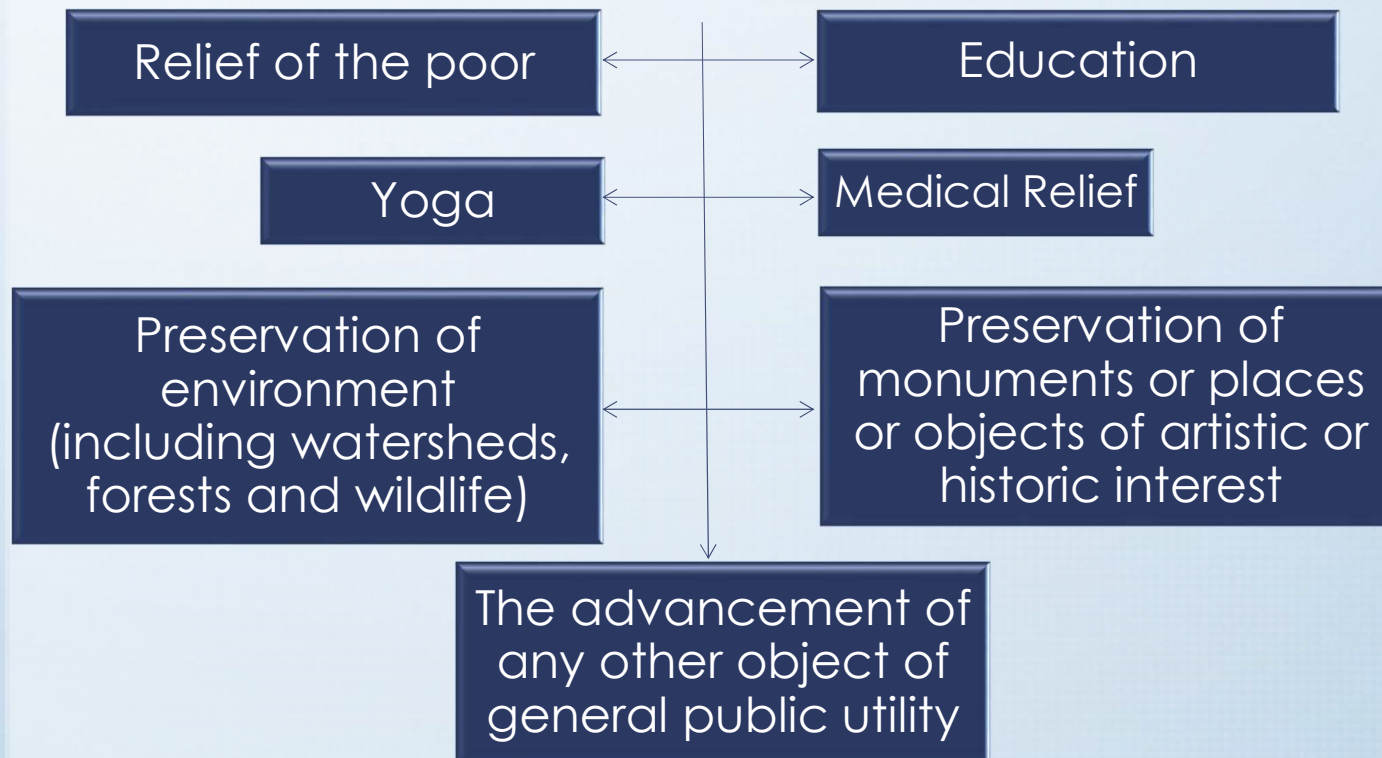 Relief of the poor
Education
Yoga
Medical Relief
Preservation of
environment
(including watersheds,
forests and wildlife)
Preservation of
monuments or places
or objects of artistic or
historic interest
The advancement of
any other object of
general public utility